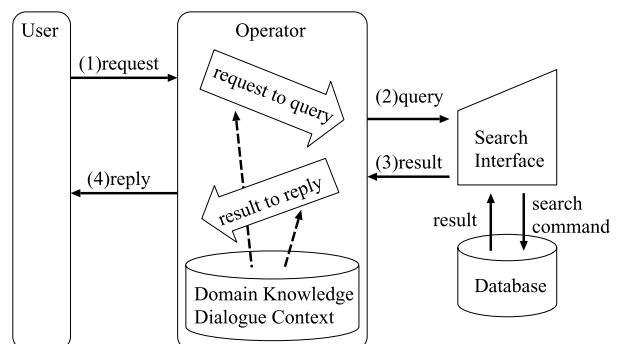 User
Operator
(1)request
request to query
(2)query
Search
Interface
(3)result
(4)reply
result to reply
result
search
command
Domain Knowledge
Dialogue Context
Database